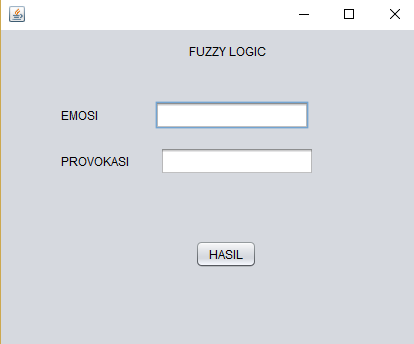 FUZZY LOGIC
EMOSI
PROVOKASI
HASIL